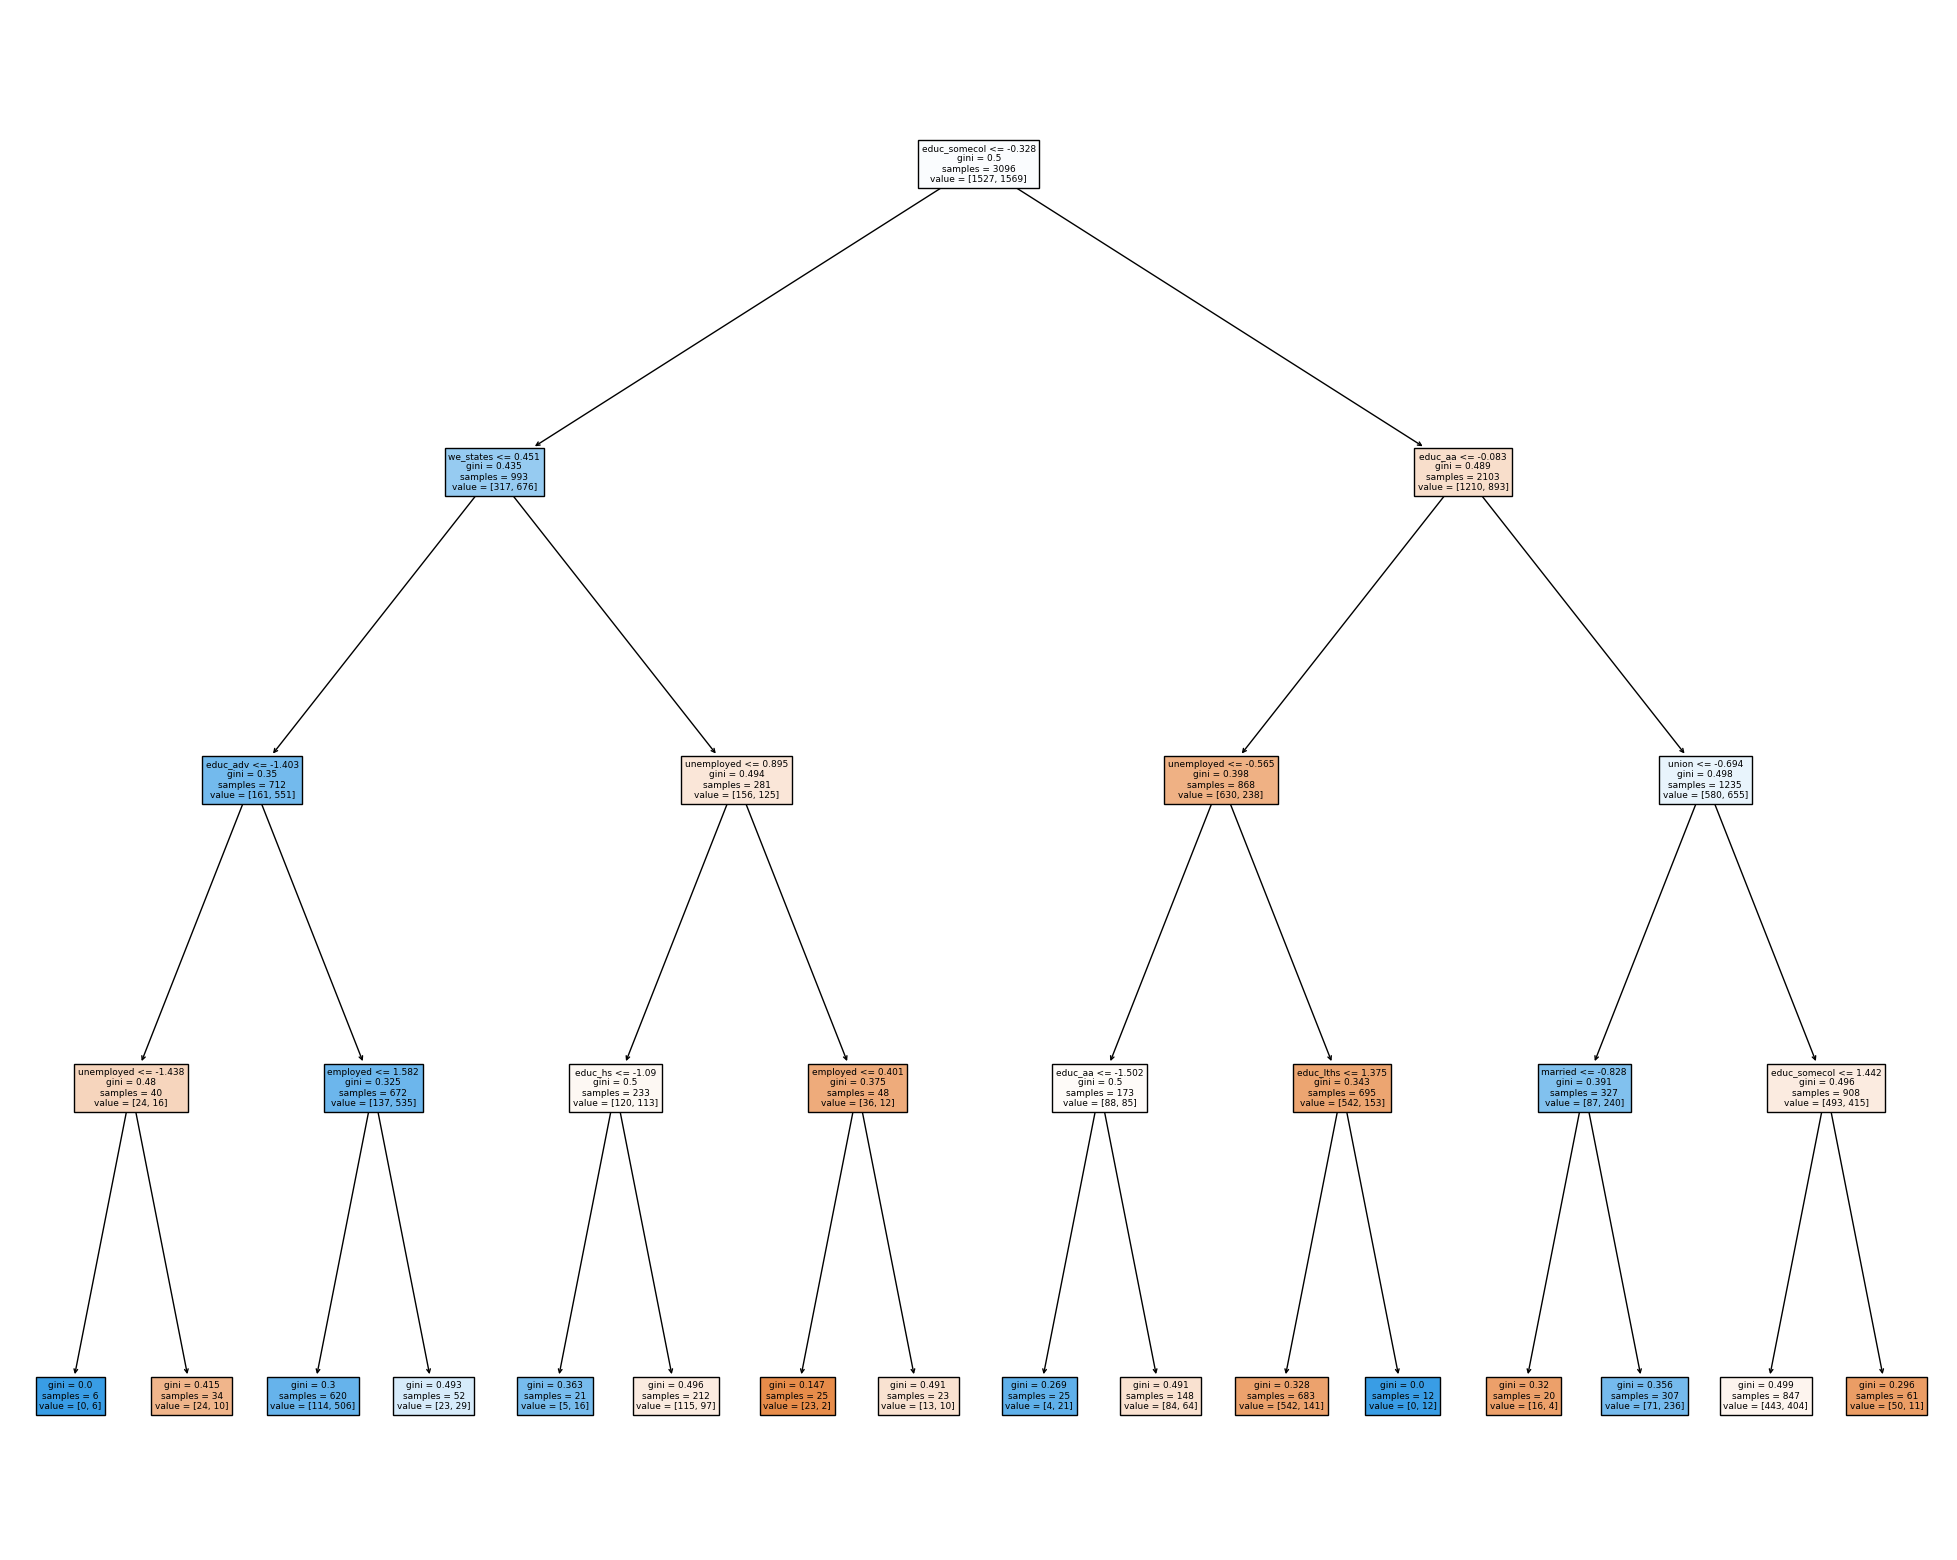 educ_somecol <= -0.328
gini = 0.5
samples = 3096
value = [1527, 1569]
we_states <= 0.451
gini = 0.435
samples = 993
value = [317, 676]
educ_aa <= -0.083
gini = 0.489
samples = 2103
value = [1210, 893]
educ_adv <= -1.403
gini = 0.35
samples = 712
value = [161, 551]
unemployed <= 0.895
gini = 0.494
samples = 281
value = [156, 125]
unemployed <= -0.565
gini = 0.398
samples = 868
value = [630, 238]
union <= -0.694
gini = 0.498
samples = 1235
value = [580, 655]
unemployed <= -1.438
gini = 0.48
samples = 40
value = [24, 16]
employed <= 1.582
gini = 0.325
samples = 672
value = [137, 535]
educ_hs <= -1.09
gini = 0.5
samples = 233
value = [120, 113]
employed <= 0.401
gini = 0.375
samples = 48
value = [36, 12]
educ_aa <= -1.502
gini = 0.5
samples = 173
value = [88, 85]
educ_lths <= 1.375
gini = 0.343
samples = 695
value = [542, 153]
married <= -0.828
gini = 0.391
samples = 327
value = [87, 240]
educ_somecol <= 1.442
gini = 0.496
samples = 908
value = [493, 415]
gini = 0.0
samples = 6
value = [0, 6]
gini = 0.415
samples = 34
value = [24, 10]
gini = 0.3
samples = 620
value = [114, 506]
gini = 0.493
samples = 52
value = [23, 29]
gini = 0.363
samples = 21
value = [5, 16]
gini = 0.496
samples = 212
value = [115, 97]
gini = 0.147
samples = 25
value = [23, 2]
gini = 0.491
samples = 23
value = [13, 10]
gini = 0.269
samples = 25
value = [4, 21]
gini = 0.491
samples = 148
value = [84, 64]
gini = 0.328
samples = 683
value = [542, 141]
gini = 0.0
samples = 12
value = [0, 12]
gini = 0.32
samples = 20
value = [16, 4]
gini = 0.356
samples = 307
value = [71, 236]
gini = 0.499
samples = 847
value = [443, 404]
gini = 0.296
samples = 61
value = [50, 11]